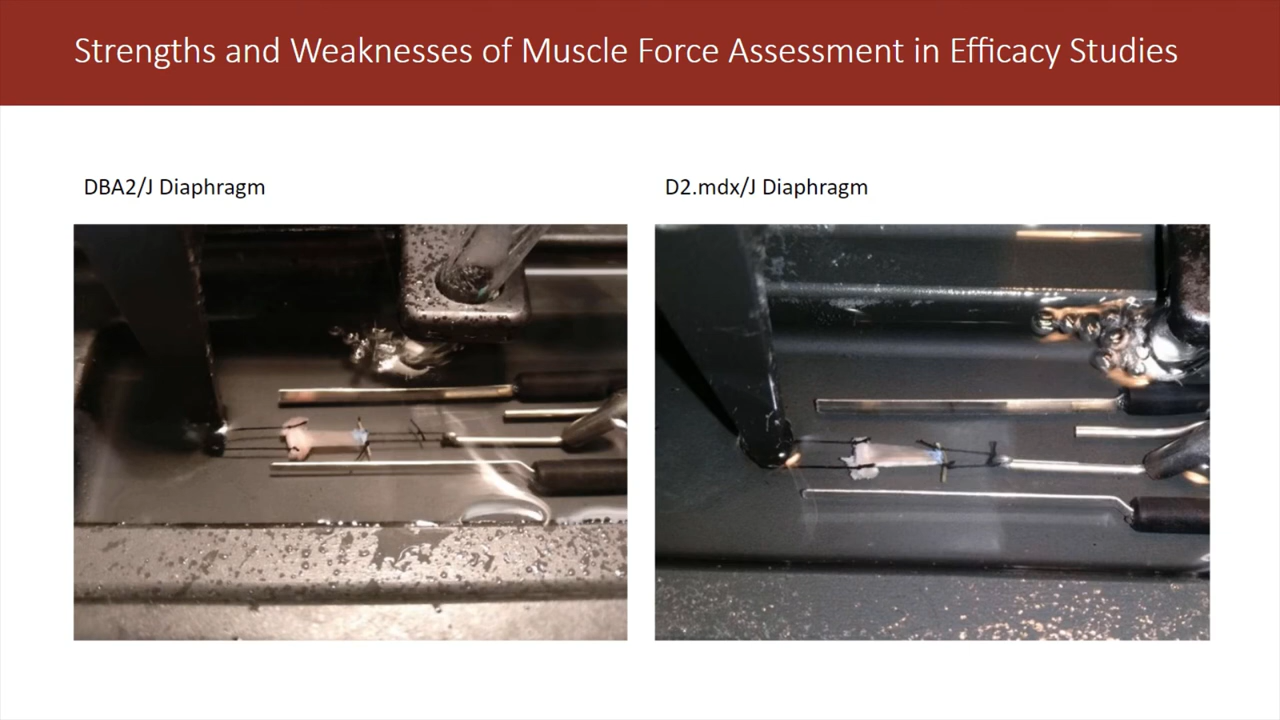 Strengths and Weaknesses of Muscle Force Assessment in Efficacy Studies
DBA2/J Diaphragm
D2.mdx/J Diaphragm